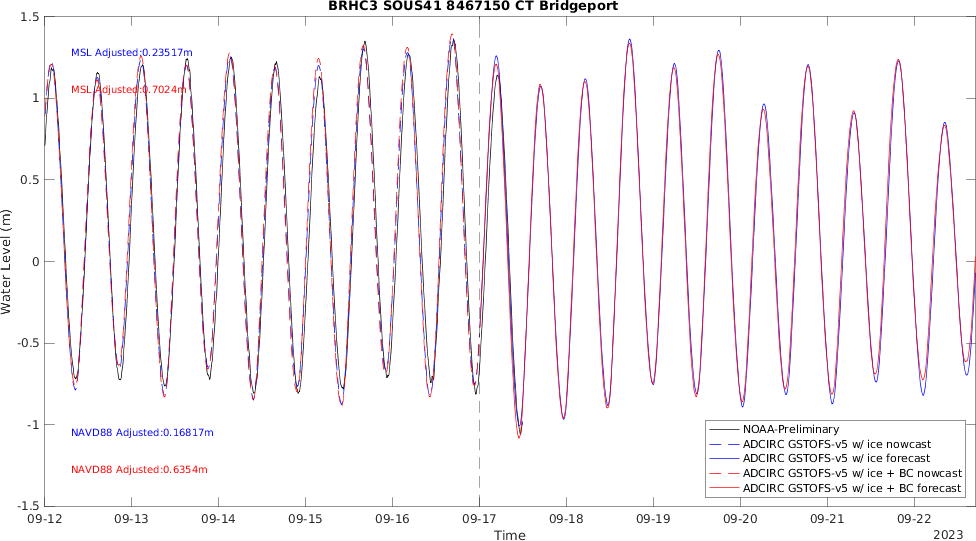 BRHC3 SOUS41 8467150 CT Bridgeport
1.5
MSL Adjusted:0.23517m
MSL Adjusted:0.7024m
1
0.5
0
-0.5
-1
-1.5
Water Level (m)
NAVD88 Adjusted:0.16817m
NAVD88 Adjusted:0.6354m
NOAA-Preliminary
ADCIRC GSTOFS-v5 w/ ice nowcast
ADCIRC GSTOFS-v5 w/ ice forecast
ADCIRC GSTOFS-v5 w/ ice + BC nowcast
ADCIRC GSTOFS-v5 w/ ice + BC forecast
09-12 09-13 09-14 09-15 09-16 09-17 09-18 09-19 09-20 09-21 09-22
Time
2023